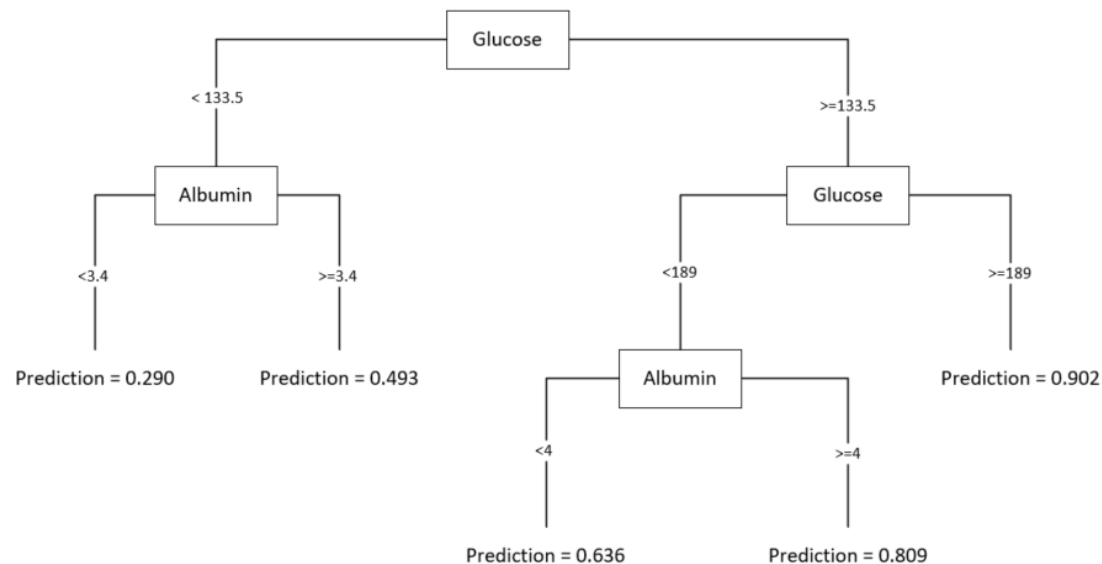 Glucose
< 133.5
>=133.5
Albumin
Glucose
<3.4
>=3.4
<189
>=189
Prediction = 0.290
Prediction = 0.493
Albumin
Prediction = 0.902
<4
>=4
Prediction = 0.636
Prediction = 0.809